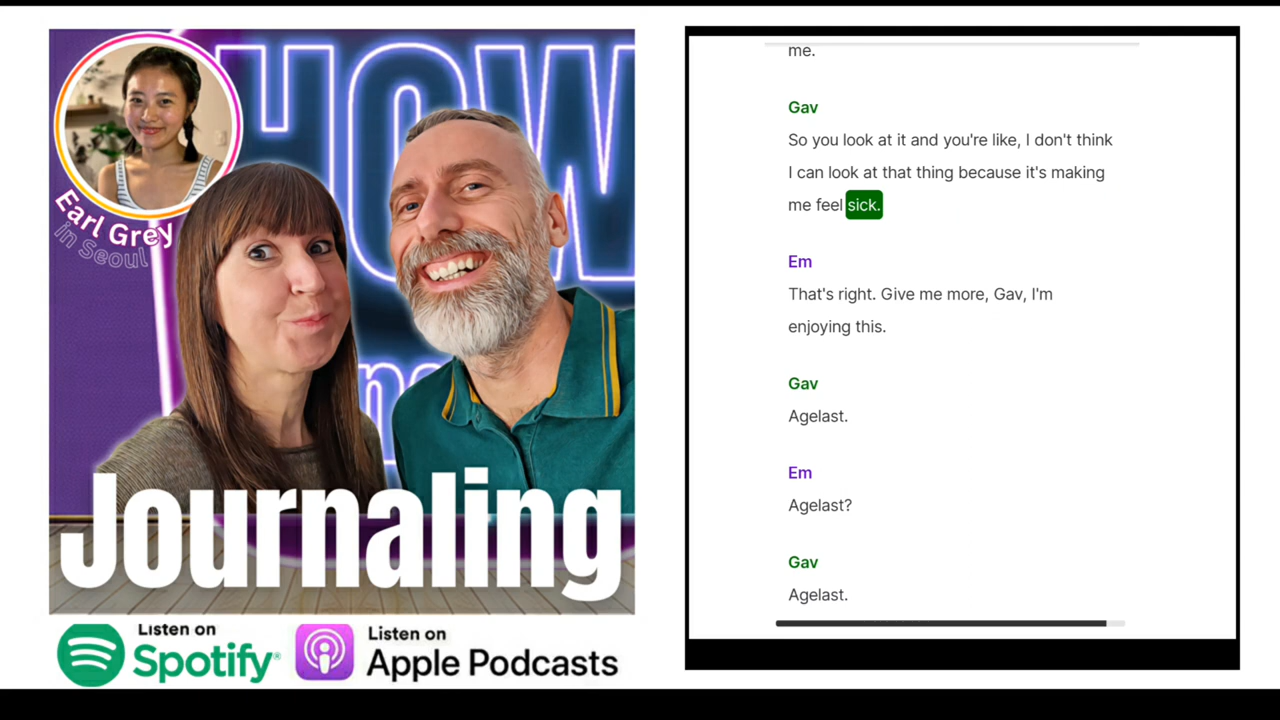 HOW
Earl Grey
in Seoul
Journaling
Listen on
Spotify
Listen on
Apple Podcasts
me.
Gav
So you look at it and you're like, I don't think
I can look at that thing because it's making
me feel sick.
Em
That's right. Give me more, Gav, I'm
enjoying this.
Gav
Agelast.
Em
Agelast?
Gav
Agelast.